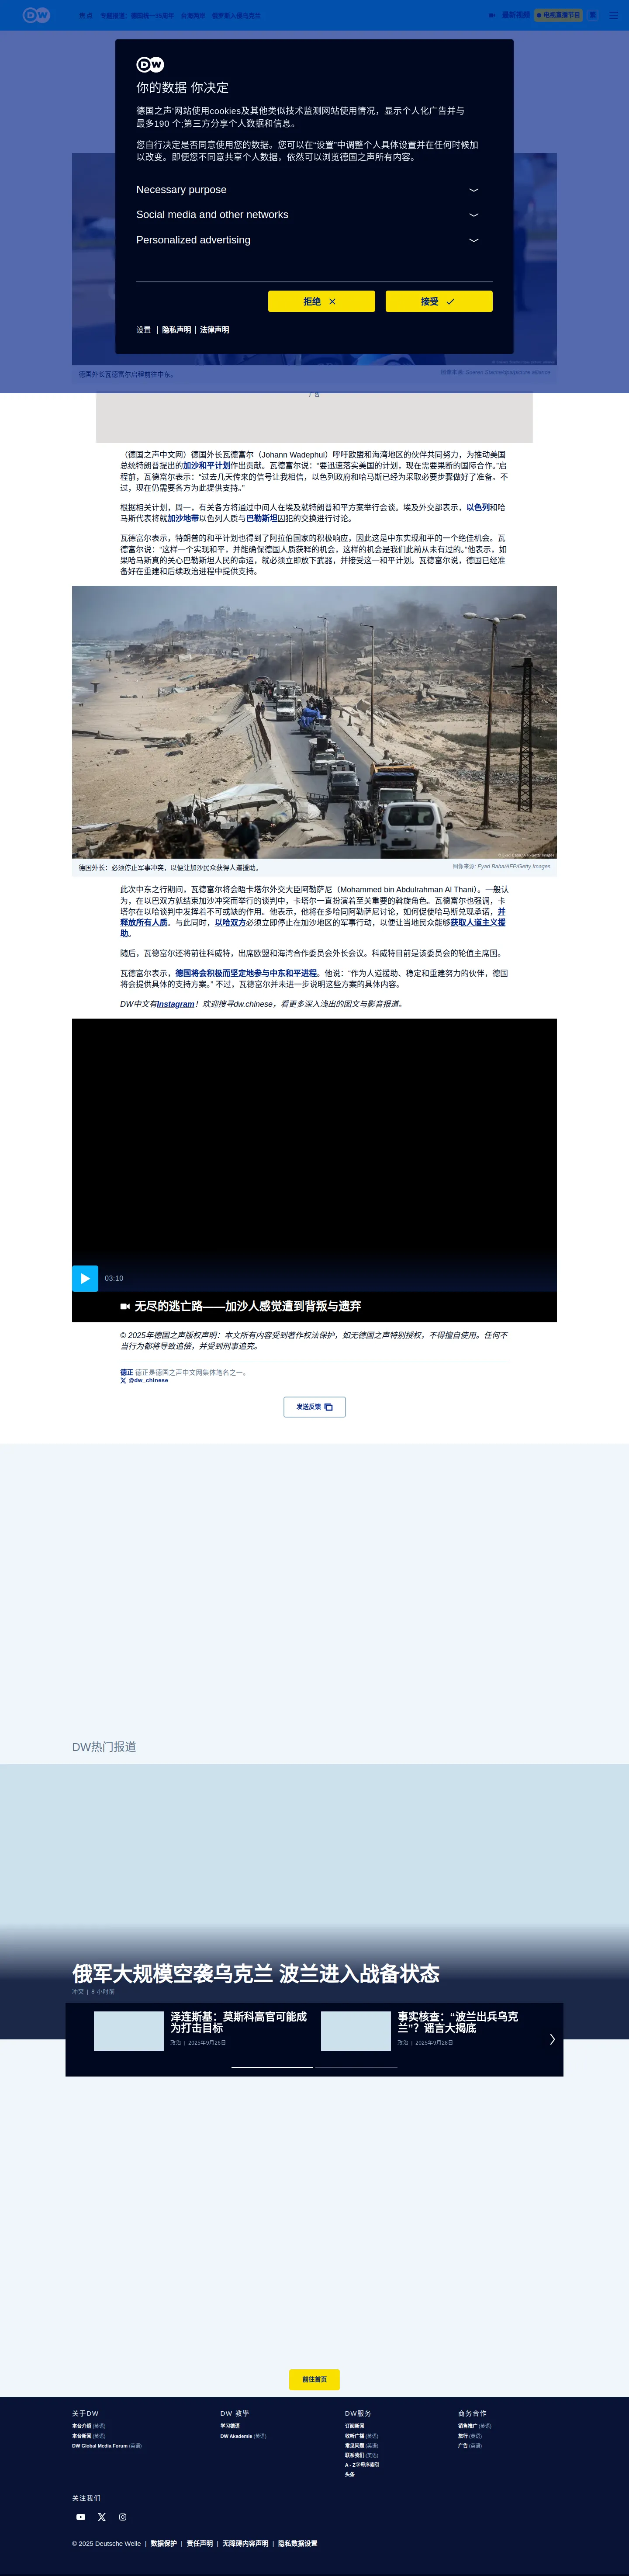 DW
热点 专题报道 德国统一35周年 台海两岸 俄罗斯入侵乌克兰
最新视频 电视直播节目 繁
DW
你的数据 你决定
德国之声'网站使用cookies及其他类似技术监测网站使用情况，显示个人化广告并与
最多190 个;第三方分享个人数据和信息。
您自行决定是否同意使用您的数据。您可以在“设置”中调整个人具体设置并在任何时候加
以改变。即便您不同意共享个人数据，依然可以浏览德国之声所有内容。
Necessary purpose
Social media and other networks
Personalized advertising
拒绝
接受
设置 | 隐私声明 | 法律声明
德国外长瓦德富尔启程前往中东。
广告
（德国之声中文网）德国外长瓦德富尔（Johann Wadephul）呼吁欧盟和海湾地区的伙伴共同努力，为推动美国
总统特朗普提出的加沙和平计划作出贡献。瓦德富尔说：“要迅速落实美国的计划，现在需要果断的国际合作。”启
程前，瓦德富尔表示：“过去几天传来的信号让我相信，以色列政府和哈马斯已经为采取必要步骤做好了准备。不
过，现在仍需要各方为此提供支持。”
根据相关计划，周一，有关各方将通过中间人在埃及就特朗普和平方案举行会谈。埃及外交部表示，以色列和哈
马斯代表将就加沙地带以色列人质与巴勒斯坦囚犯的交换进行讨论。
瓦德富尔表示，特朗普的和平计划也得到了阿拉伯国家的积极响应，因此这是中东实现和平的一个绝佳机会。瓦
德富尔说：“这样一个实现和平，并能确保德国人质获释的机会，这样的机会是我们此前从未有过的。”他表示，如
果哈马斯真的关心巴勒斯坦人民的命运，就必须立即放下武器，并接受这一和平计划。瓦德富尔说，德国已经准
备好在重建和后续政治进程中提供支持。
德国外长：必须停止军事冲突，以便让加沙民众获得人道援助。
图像来源: Eyad Baba/AFP/Getty Images
此次中东之行期间，瓦德富尔将会晤卡塔尔外交大臣阿勒萨尼（Mohammed bin Abdulrahman Al Thani）。一般认
为，在以巴双方就结束加沙冲突而举行的谈判中，卡塔尔一直扮演着至关重要的斡旋角色。瓦德富尔也强调，卡
塔尔在以哈谈判中发挥着不可或缺的作用。他表示，他将在多哈同阿勒萨尼讨论，如何促使哈马斯兑现承诺，并
释放所有人质。与此同时，以哈双方必须立即停止在加沙地区的军事行动，以便让当地民众能够获取人道主义援
助。
随后，瓦德富尔还将前往科威特，出席欧盟和海湾合作委员会外长会议。科威特目前是该委员会的轮值主席国。
瓦德富尔表示，德国将会积极而坚定地参与中东和平进程。他说：“作为人道援助、稳定和重建努力的伙伴，德国
将会提供具体的支持方案。” 不过，瓦德富尔并未进一步说明这些方案的具体内容。
DW中文有Instagram！欢迎搜寻dw.chinese，看更多深入浅出的图文与影音报道。
03:10
无尽的逃亡路——加沙人感觉遭到背叛与遗弃
© 2025年德国之声版权声明：本文所有内容受到著作权法保护，如无德国之声特别授权，不得擅自使用。任何不
当行为都将导致追偿，并受到刑事追究。
德正 德正是德国之声中文网集体笔名之一。
@dw_chinese
发送反馈
DW热门报道
俄军大规模空袭乌克兰 波兰进入战备状态
冲突 | 8 小时前
泽连斯基：莫斯科高官可能成
为打击目标
政治 | 2025年9月26日
事实核查：“波兰出兵乌克
兰”？谣言大揭底
政治 | 2025年9月28日
前往首页
关于DW
本台介绍 (英语)
本台新闻 (英语)
DW Global Media Forum (英语)
DW 教學
学习德语
DW Akademie (英语)
DW服务
订阅新闻
收听广播 (英语)
常见问题 (英语)
联系我们 (英语)
A - Z字母序索引
头条
商务合作
销售推广 (英语)
旅行 (英语)
广告 (英语)
关注我们
© 2025 Deutsche Welle | 数据保护 | 责任声明 | 无障碍内容声明 | 隐私数据设置